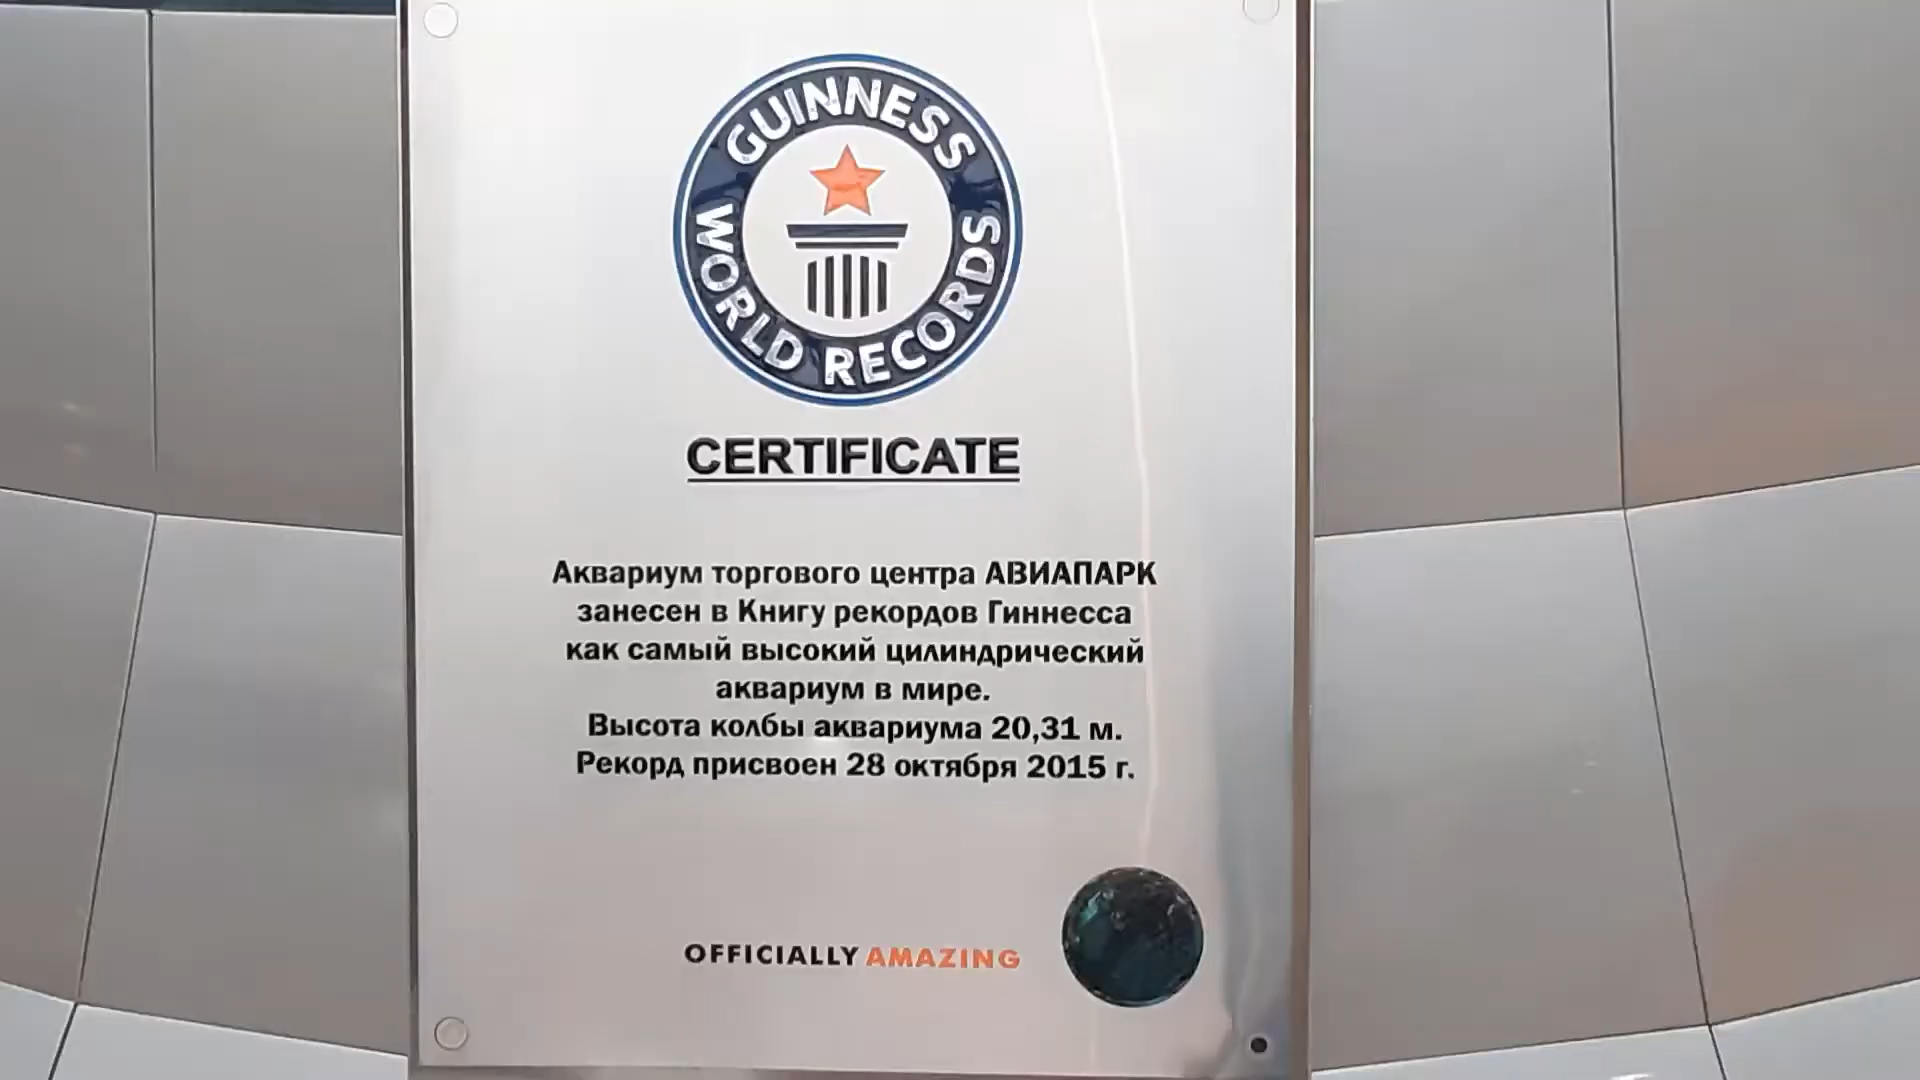 GUINNESS
WORLD RECORDS
CERTIFICATE
Аквариум торгового центра АВИАПАРК
занесен в Книгу рекордов Гиннесса
как самый высокий цилиндрический
аквариум в мире.
Высота колбы аквариума 20,31 м.
Рекорд присвоен 28 октября 2015 г.
OFFICIALLY AMAZING